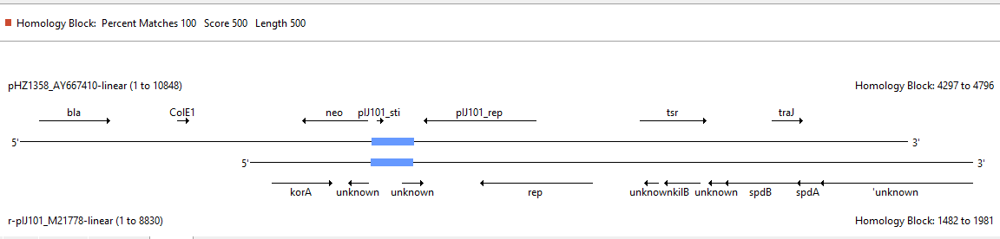 Homology Block: Percent Matches 100 Score 500 Length 500
pHZ1358_AY667410-linear (1 to 10848) Homology Block: 4297 to 4796
bla ColE1 neo pIJ101_sti pIJ101_rep tsr traJ
5' 3'
5' 3'
korA unknown unknown rep unknownkilB unknown spdB spdA 'unknown
r-pIJ101_M21778-linear (1 to 8830) Homology Block: 1482 to 1981